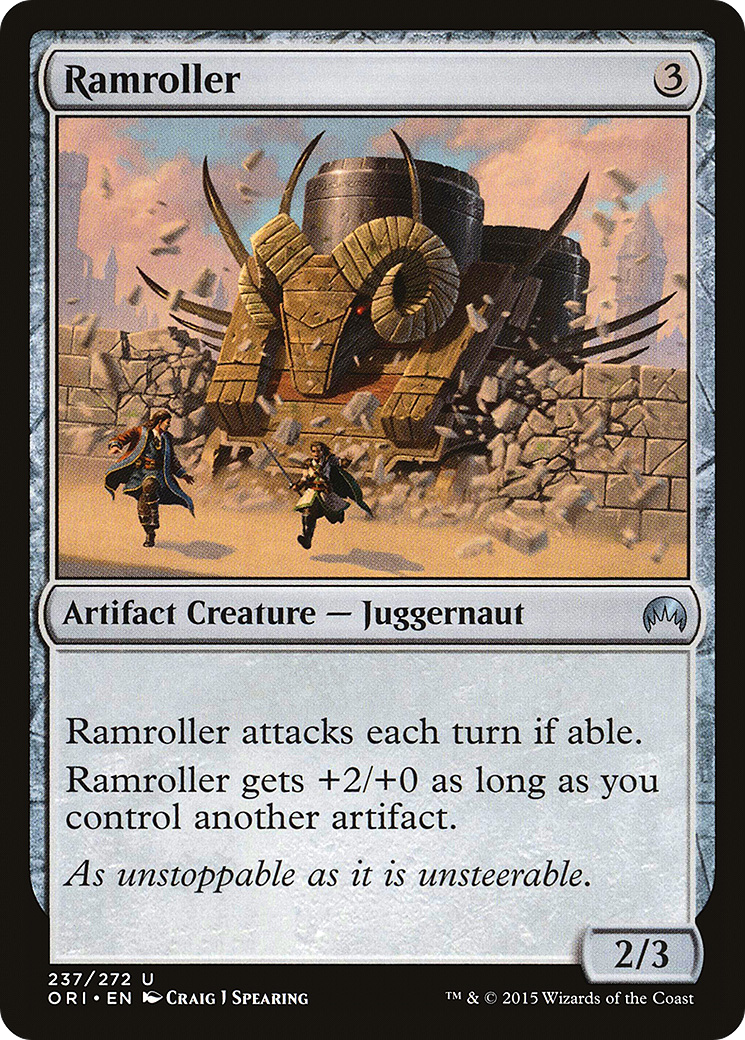 Ramroller 3
Artifact Creature — Juggernaut
Ramroller attacks each turn if able.
Ramroller gets +2/+0 as long as you
control another artifact.
As unstoppable as it is unsteerable.
2/3
237/272 U
ORI • EN Craig J Spearing
™ & © 2015 Wizards of the Coast